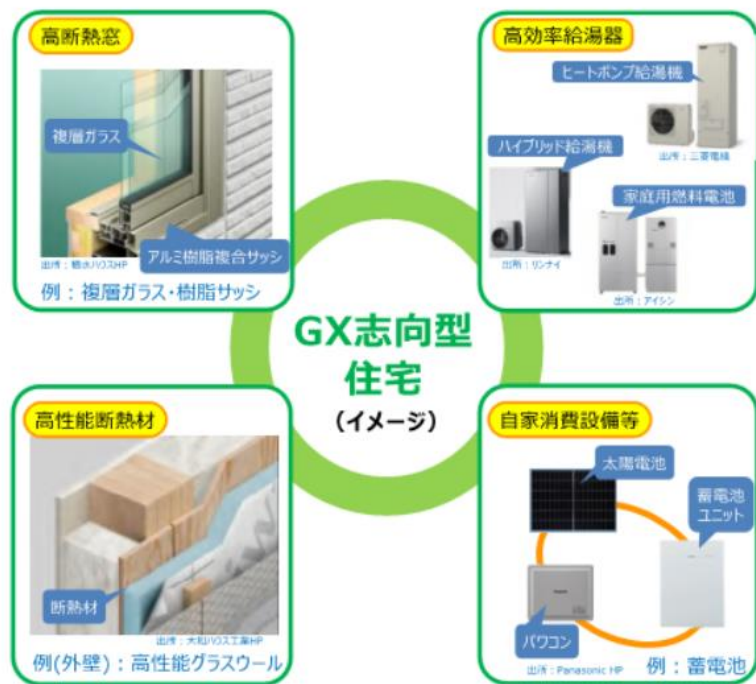 高断熱窓
複層ガラス
アルミ樹脂複合サッシ
出所：積水ハウスHP
例：複層ガラス・樹脂サッシ
高効率給湯器
ヒートポンプ給湯機
出所：三菱電機
ハイブリッド給湯機
出所：リンナイ
家庭用燃料電池
出所：アイシン
GX志向型
住宅
（イメージ）
高性能断熱材
断熱材
出所：大和ハウス工業HP
例(外壁)：高性能グラスウール
自家消費設備等
太陽電池
蓄電池
ユニット
パワコン
出所：Panasonic HP
例：蓄電池